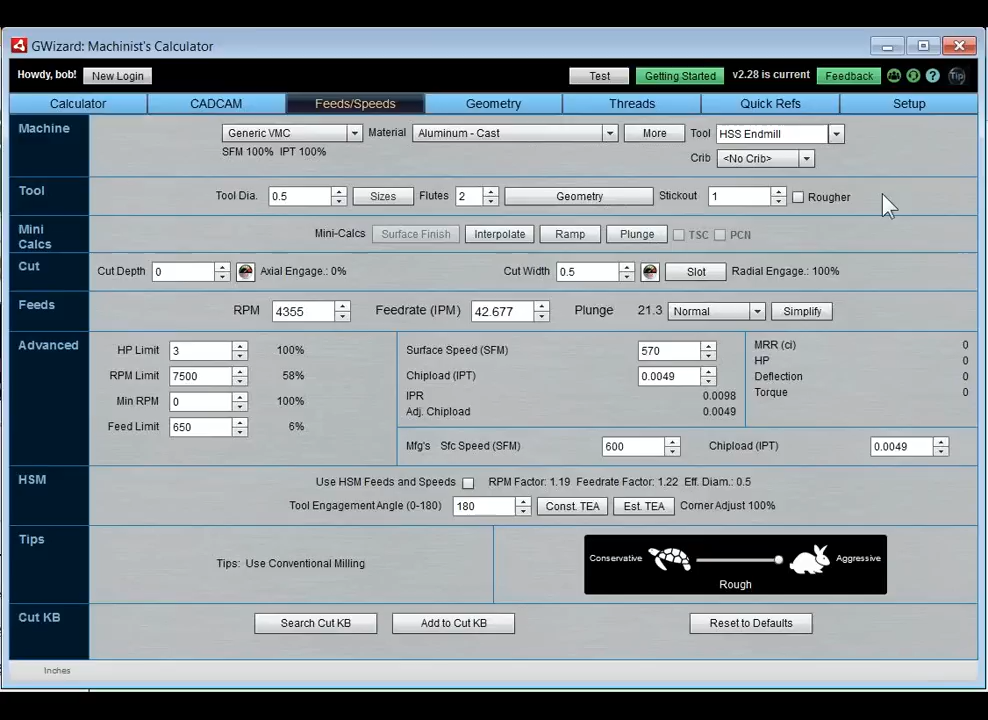 GWizard: Machinist's Calculator
Howdy, bob! New Login Test Getting Started v2.28 is current Feedback ? Tip
Calculator CADCAM Feeds/Speeds Geometry Threads Quick Refs Setup
Machine Generic VMC Material Aluminum - Cast More Tool HSS Endmill
SFM 100% IPT 100% Crib <No Crib>
Tool Tool Dia. 0.5 Sizes Flutes 2 Geometry Stickout 1 Rougher
Mini
Calcs Mini-Calcs Surface Finish Interpolate Ramp Plunge TSC PCN
Cut Cut Depth 0 Axial Engage.: 0% Cut Width 0.5 Slot Radial Engage.: 100%
Feeds RPM 4355 Feedrate (IPM) 42.677 Plunge 21.3 Normal Simplify
Advanced HP Limit 3 100% Surface Speed (SFM) 570 MRR (ci) 0
HP 0
RPM Limit 7500 58% Chipload (IPT) 0.0049 Deflection 0
IPR 0.0098 Torque 0
Min RPM 0 100% Adj. Chipload 0.0049
Feed Limit 650 6%
Mfg's Sfc Speed (SFM) 600 Chipload (IPT) 0.0049
HSM Use HSM Feeds and Speeds RPM Factor: 1.19 Feedrate Factor: 1.22 Eff. Diam.: 0.5
Tool Engagement Angle (0-180) 180 Const. TEA Est. TEA Corner Adjust 100%
Tips Tips: Use Conventional Milling Conservative Aggressive
Rough
Cut KB Search Cut KB Add to Cut KB Reset to Defaults
Inches